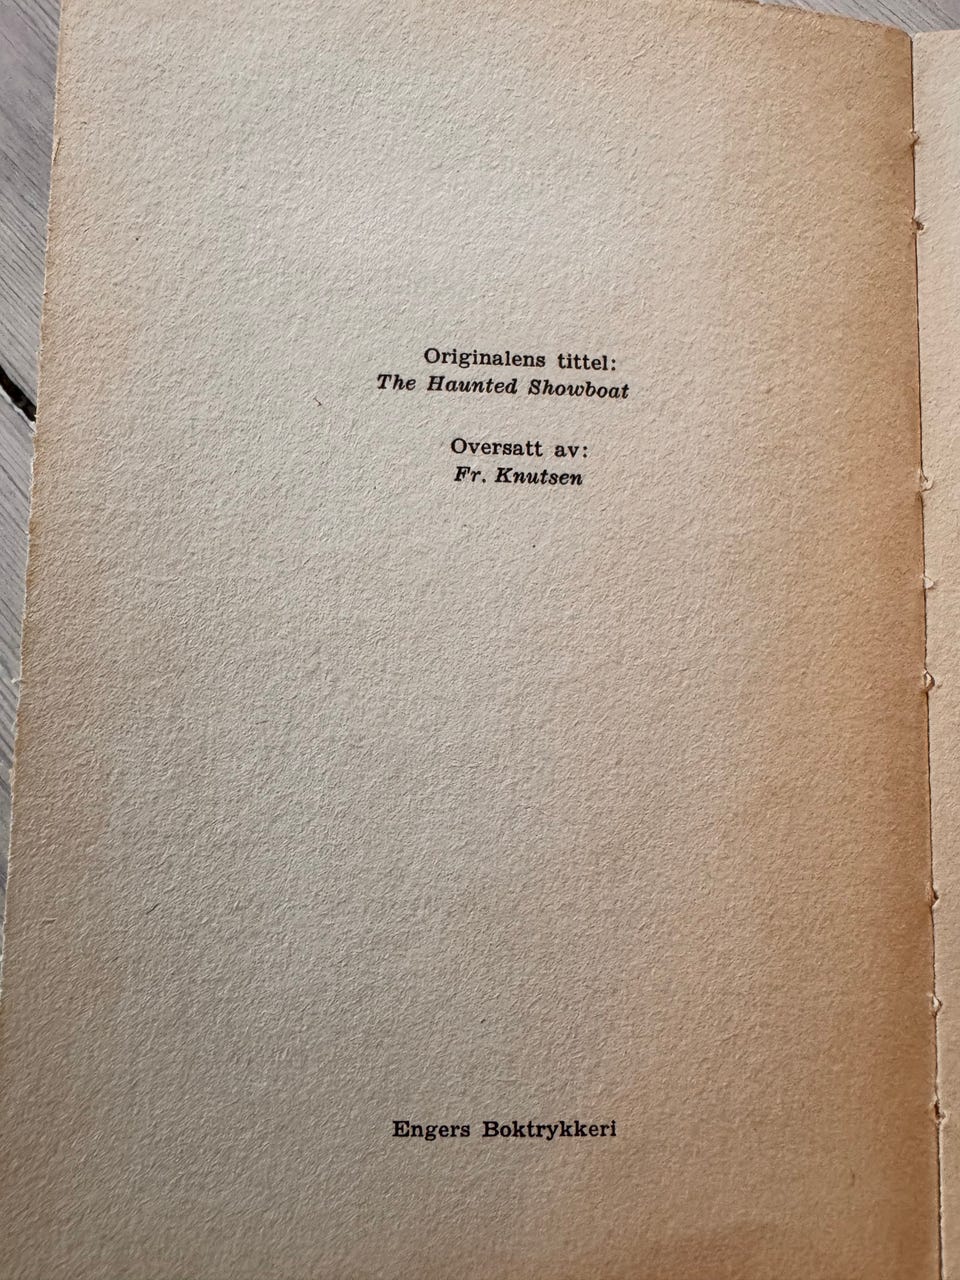 Originalens tittel:
The Haunted Showboat
Oversatt av:
Fr. Knutsen
Engers Boktrykkeri